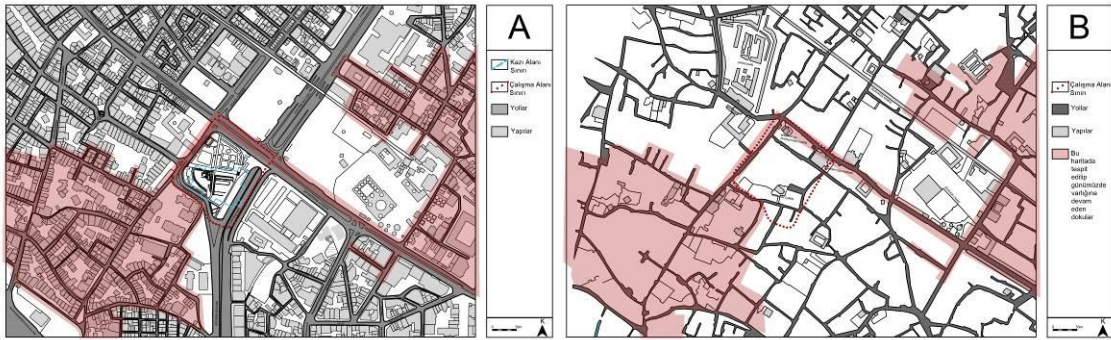 A
Kazı Alanı
Sınırı
Çalışma Alanı
Sınırı
Yollar
Yapılar
K
B
Çalışma Alanı
Sınırı
Yollar
Yapılar
Bu
haritada
tespit
edilip
günümüzde
varlığına
devam
eden
dokular
K